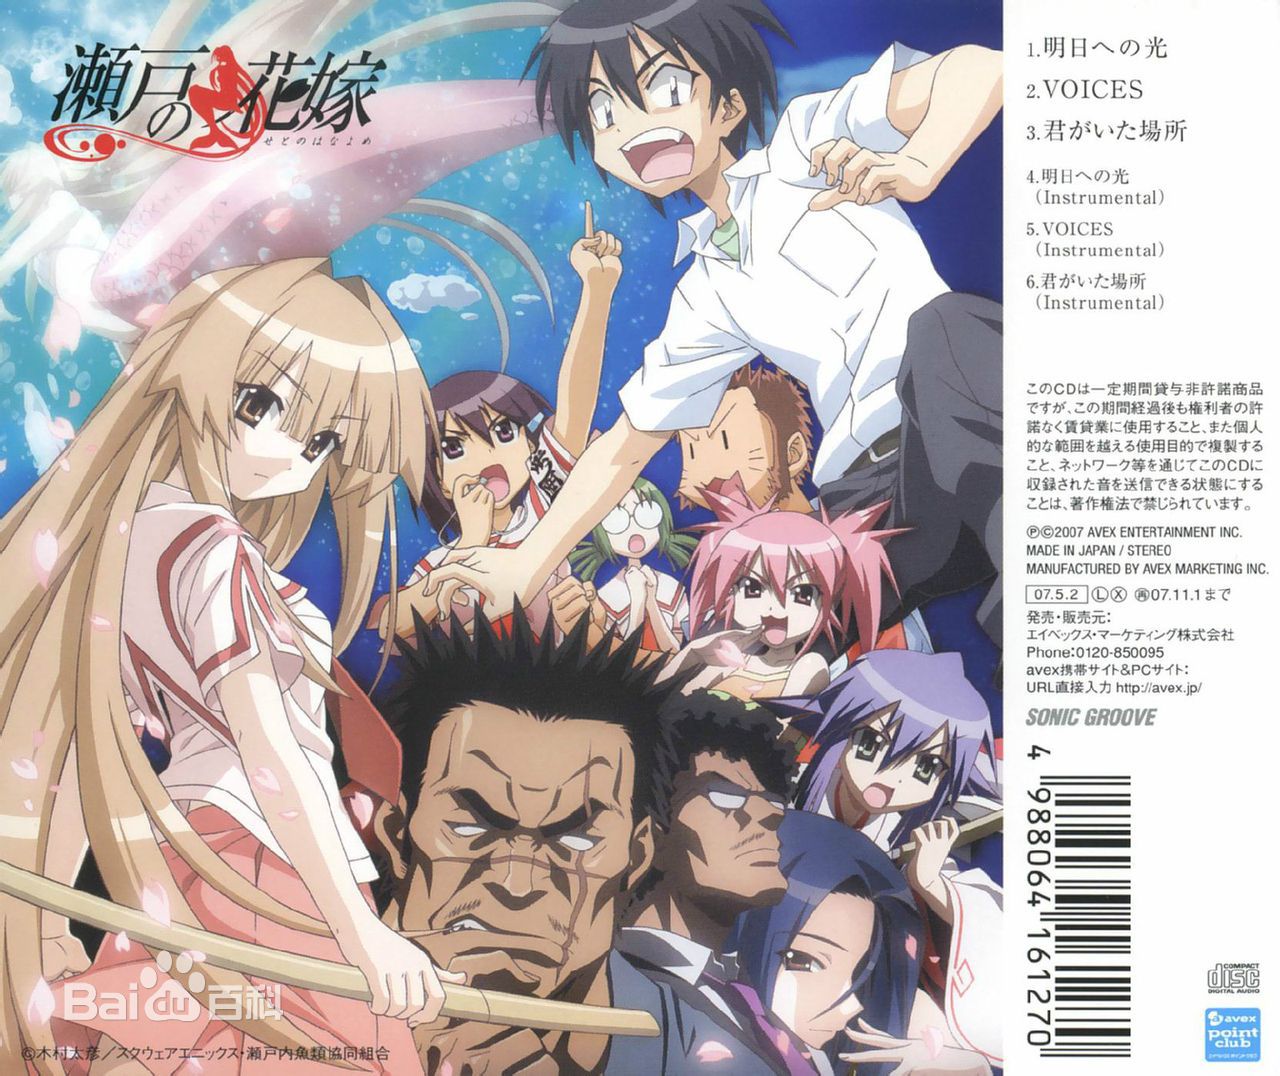 瀬戸の花嫁
せとのはなよめ
1.明日への光
2.VOICES
3.君がいた場所
4.明日への光
(Instrumental)
5.VOICES
(Instrumental)
6.君がいた場所
(Instrumental)
このCDは一定期間貸与非許諾商品
ですが、この期間経過後も権利者の許
諾なく賃貸業に使用すること、また個人
的な範囲を越える使用目的で複製する
こと、ネットワーク等を通じてこのCDに
収録された音を送信できる状態にする
ことは、著作権法で禁じられています。
Ⓟ©2007 AVEX ENTERTAINMENT INC.
MADE IN JAPAN / STEREO
MANUFACTURED BY AVEX MARKETING INC.
07.5.2 Ⓛ Ⓧ ㊢07.11.1まで
発売・販売元:
エイベックス・マーケティング株式会社
Phone:0120-850095
avex携帯サイト&PCサイト:
URL直接入力 http://avex.jp/
SONIC GROOVE
4 988064 161270
COMPACT
disc
DIGITAL AUDIO
avex
point
club
Bai du 百科
©木村太彦/スクウェアエニックス・瀬戸内魚類協同組合